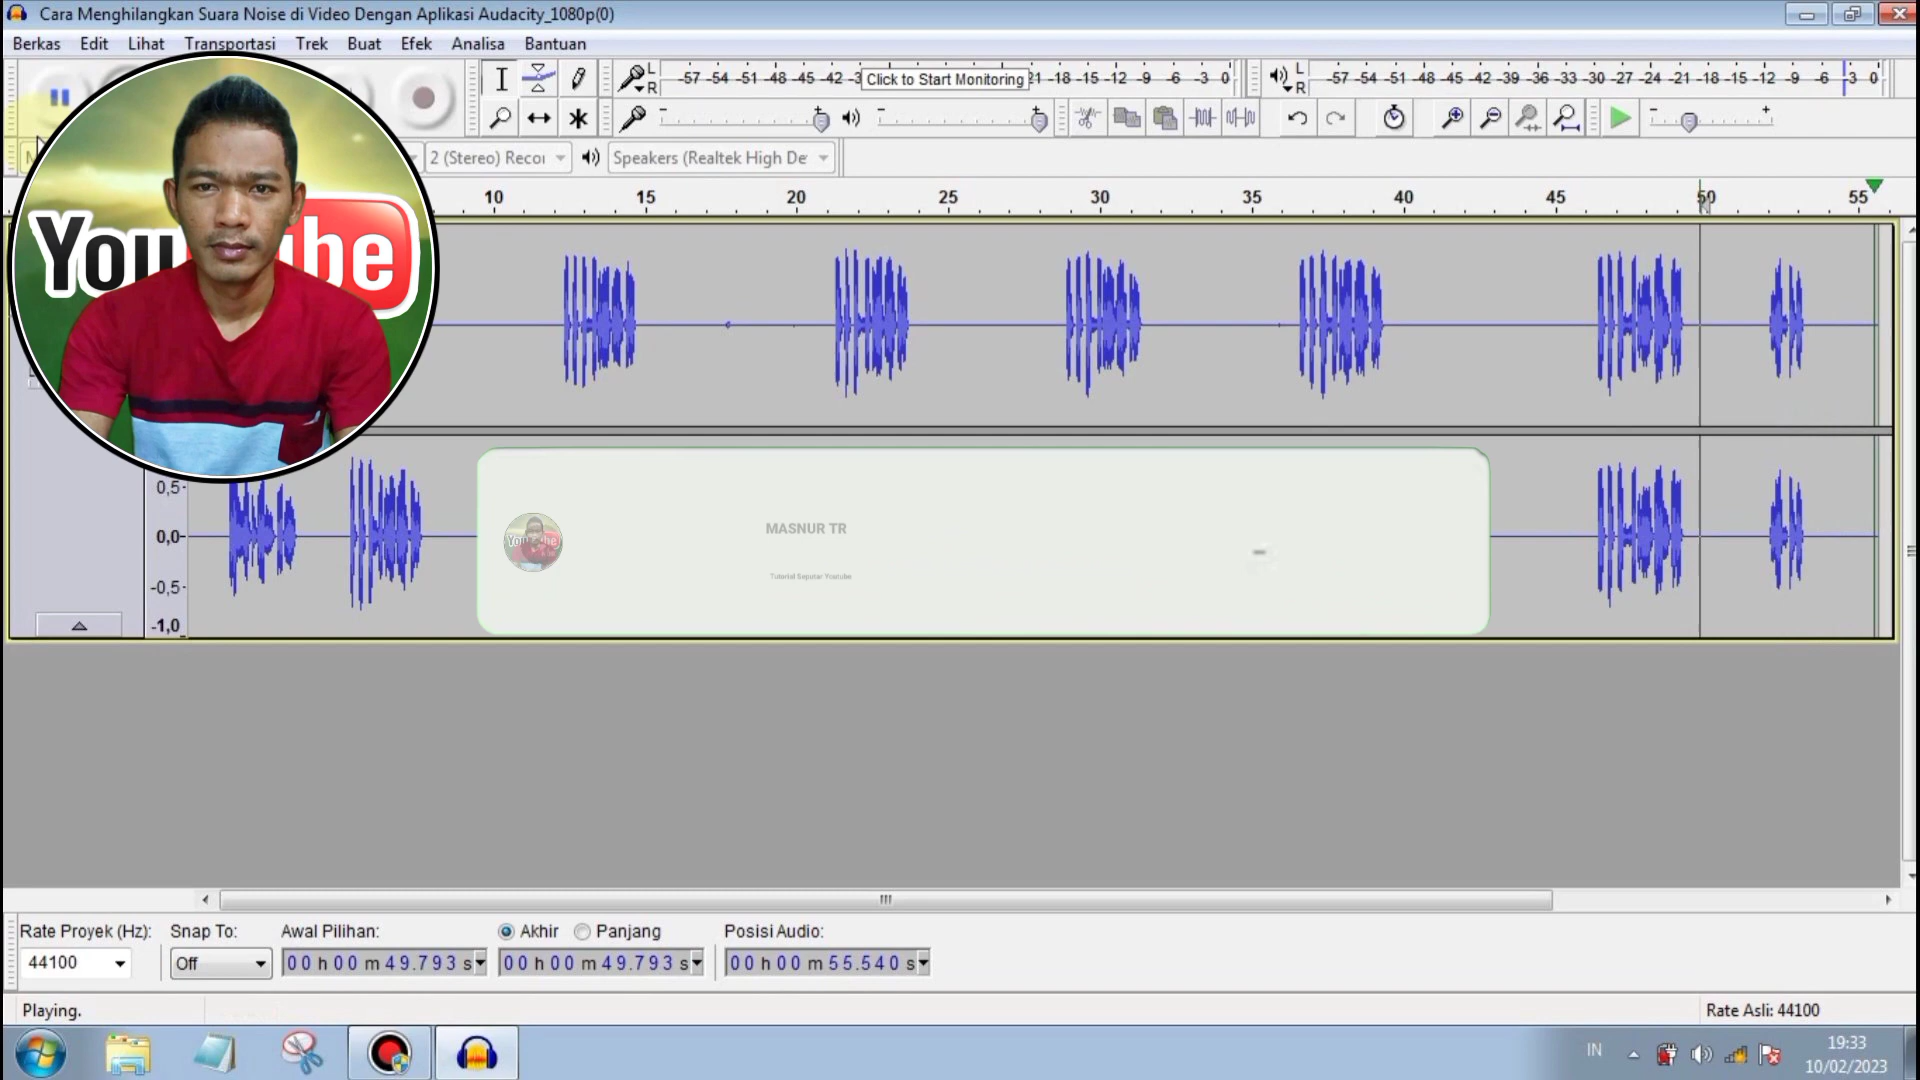 Cara Menghilangkan Suara Noise di Video Dengan Aplikasi Audacity_1080p(0)
Berkas Edit Lihat Transportasi Trek Buat Efek Analisa Bantuan
L R -57 -54 -51 -48 -45 -42 -3 Click to Start Monitoring 21 -18 -15 -12 -9 -6 -3 0
L R -57 -54 -51 -48 -45 -42 -39 -36 -33 -30 -27 -24 -21 -18 -15 -12 -9 -6 -3 0
2 (Stereo) Recor Speakers (Realtek High De
10 15 20 25 30 35 40 45 50 55
YouTube
0,5
0,0
-0,5
-1,0
MASNUR TR
Tutorial Seputar Youtube
Rate Proyek (Hz): Snap To: Awal Pilihan: Akhir Panjang Posisi Audio:
44100 Off 00 h 00 m 49.793 s 00 h 00 m 49.793 s 00 h 00 m 55.540 s
Playing. Rate Asli: 44100
IN 19:33
10/02/2023